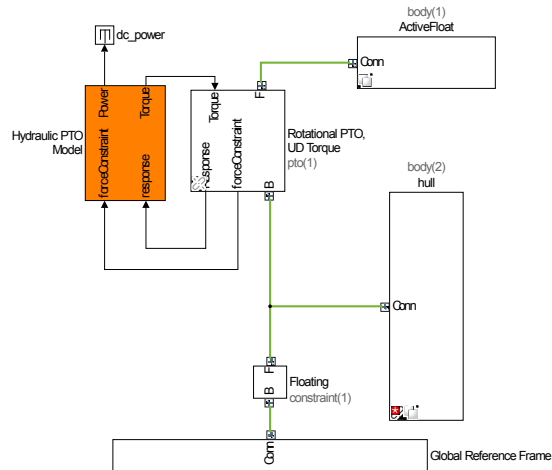 body(1)
ActiveFloat
dc_power
Conn
Power
Torque
Hydraulic PTO
Model
forceConstraint
response
Torque
F
Rotational PTO,
UD Torque
pto(1)
response
forceConstraint
B
body(2)
hull
Conn
F
Floating
B
constraint(1)
Conn
Global Reference Frame